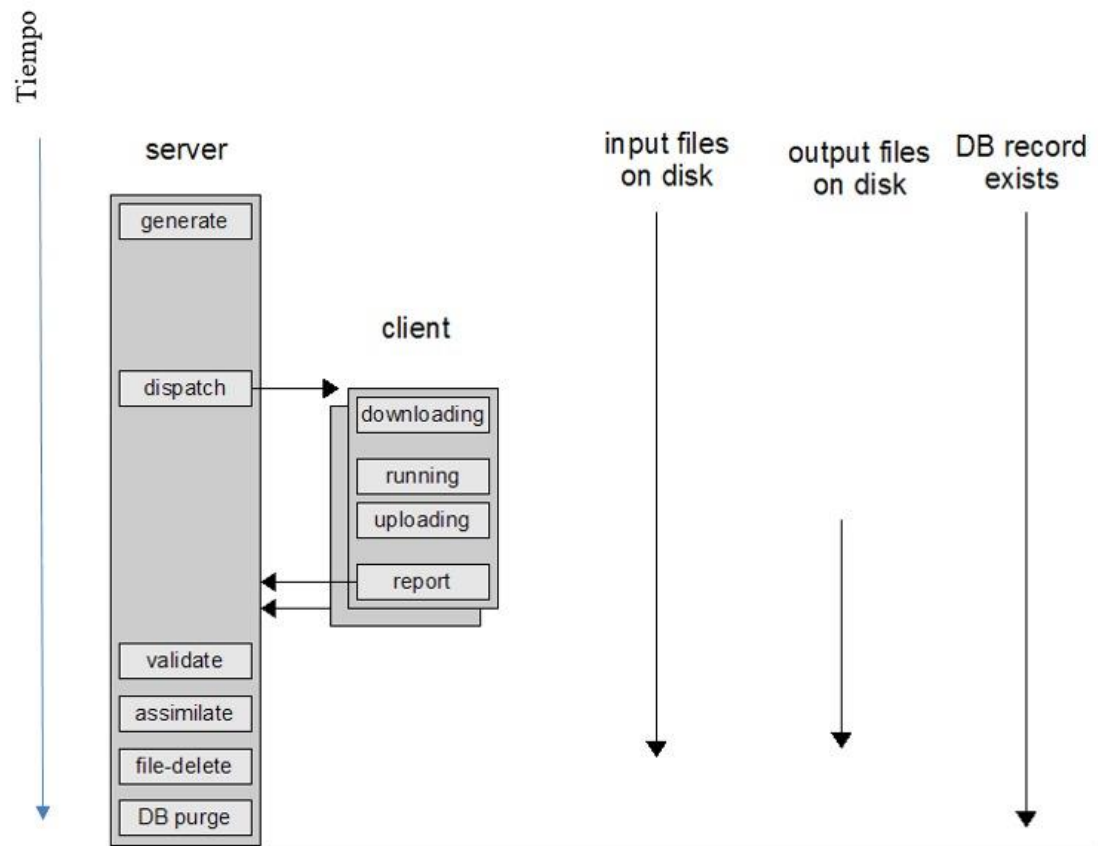 Tiempo
server
generate
dispatch
validate
assimilate
file-delete
DB purge
client
downloading
running
uploading
report
input files
on disk
output files
on disk
DB record
exists